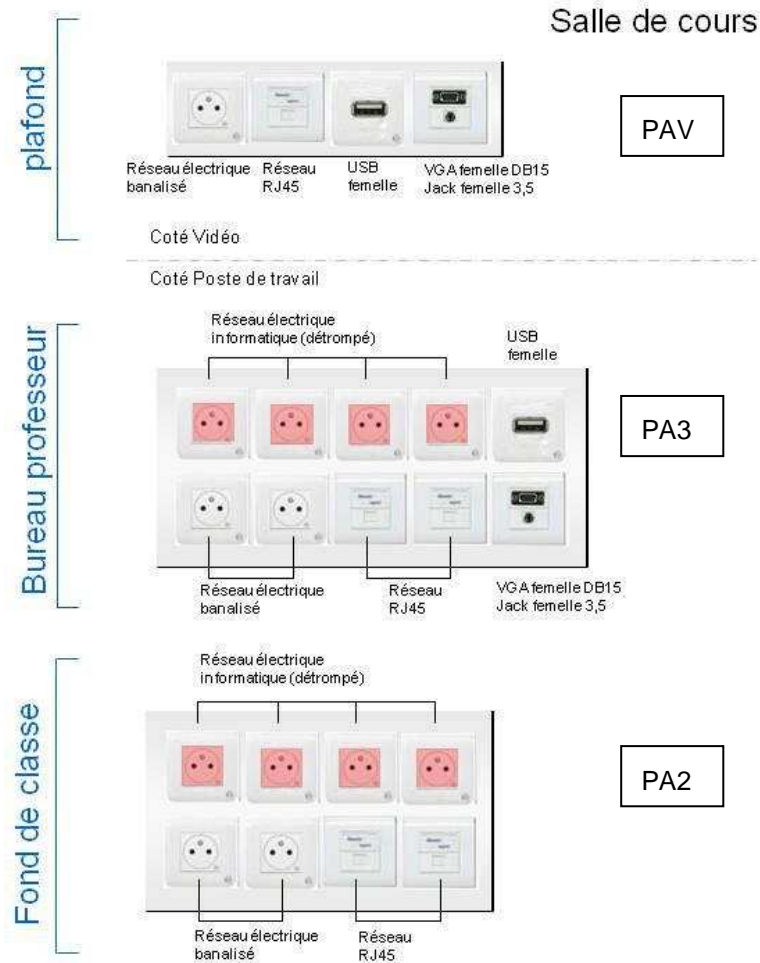 Salle de cours
plafond
PAV
Réseau électrique banalisé
Réseau RJ45
USB femelle
VGA femelle DB15
Jack femelle 3,5
Coté Vidéo
Coté Poste de travail
Bureau professeur
Réseau électrique
informatique (détrompé)
USB
femelle
PA3
Réseau électrique
banalisé
Réseau
RJ45
VGA femelle DB15
Jack femelle 3,5
Fond de classe
Réseau électrique
informatique (détrompé)
PA2
Réseau électrique
banalisé
Réseau
RJ45